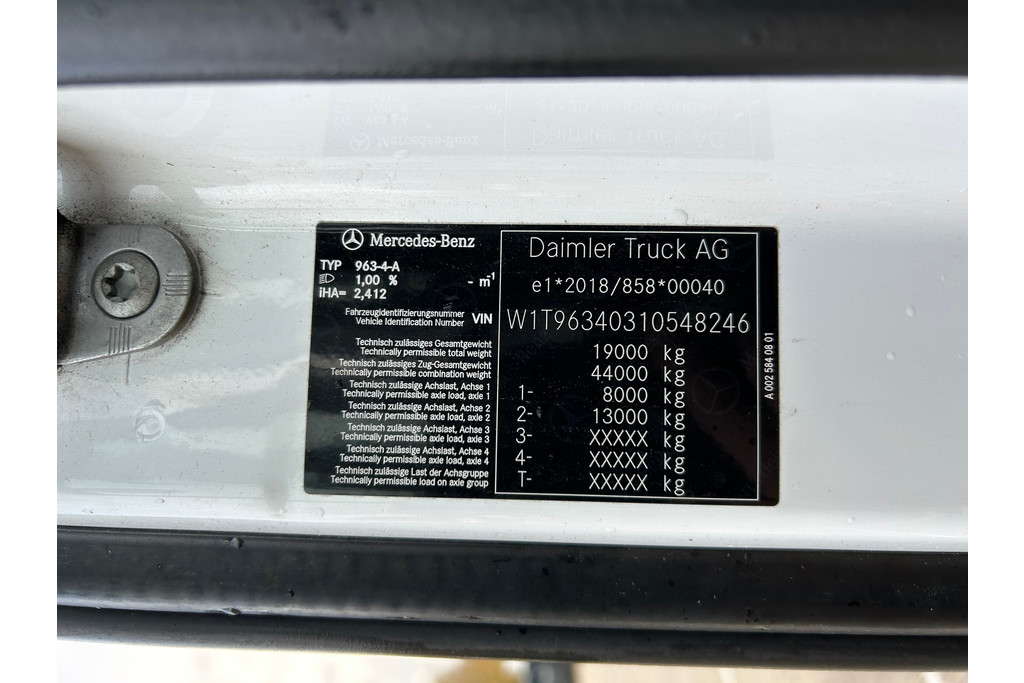 Mercedes-Benz
TYP 963-4-A
1,00 % - m⁻¹
iHA= 2,412
Fahrzeugidentifizierungsnummer
Vehicle Identification Number VIN
Technisch zulässiges Gesamtgewicht
Technically permissible total weight
Technisch zulässiges Zug-Gesamtgewicht
Technically permissible combination weight
Technisch zulässige Achslast, Achse 1
Technically permissible axle load, axle 1
Technisch zulässige Achslast, Achse 2
Technically permissible axle load, axle 2
Technisch zulässige Achslast, Achse 3
Technically permissible axle load, axle 3
Technisch zulässige Achslast, Achse 4
Technically permissible axle load, axle 4
Technisch zulässige Last der Achsgruppe
Technically permissible load on axle group
Daimler Truck AG
e1*2018/858*00040
W1T96340310548246
19000 kg
44000 kg
1- 8000 kg
2- 13000 kg
3- XXXXX kg
4- XXXXX kg
T- XXXXX kg
A 002 584 08 01